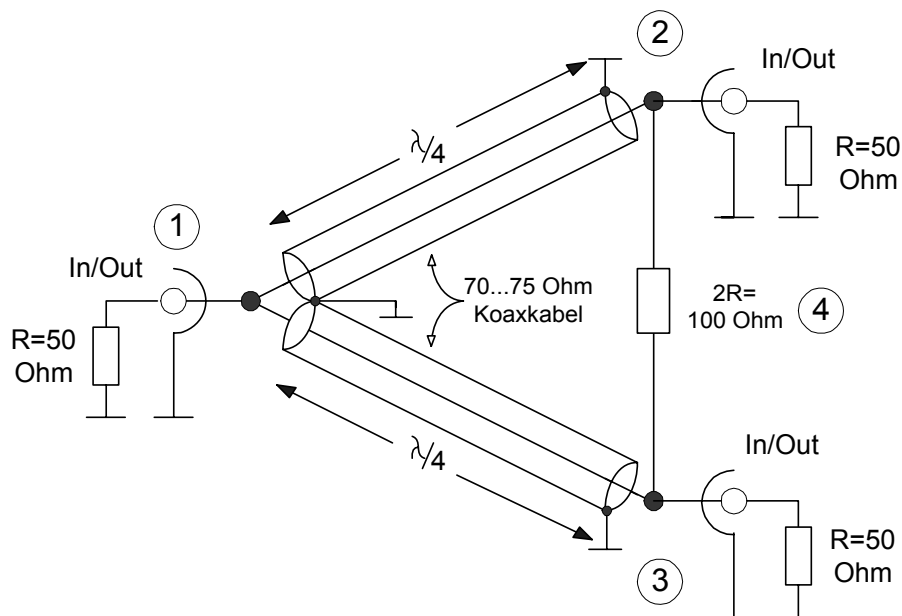 2
In/Out
λ/4
R=50
Ohm
1
In/Out
70...75 Ohm
Koaxkabel
2R=
100 Ohm
4
R=50
Ohm
λ/4
In/Out
3
R=50
Ohm